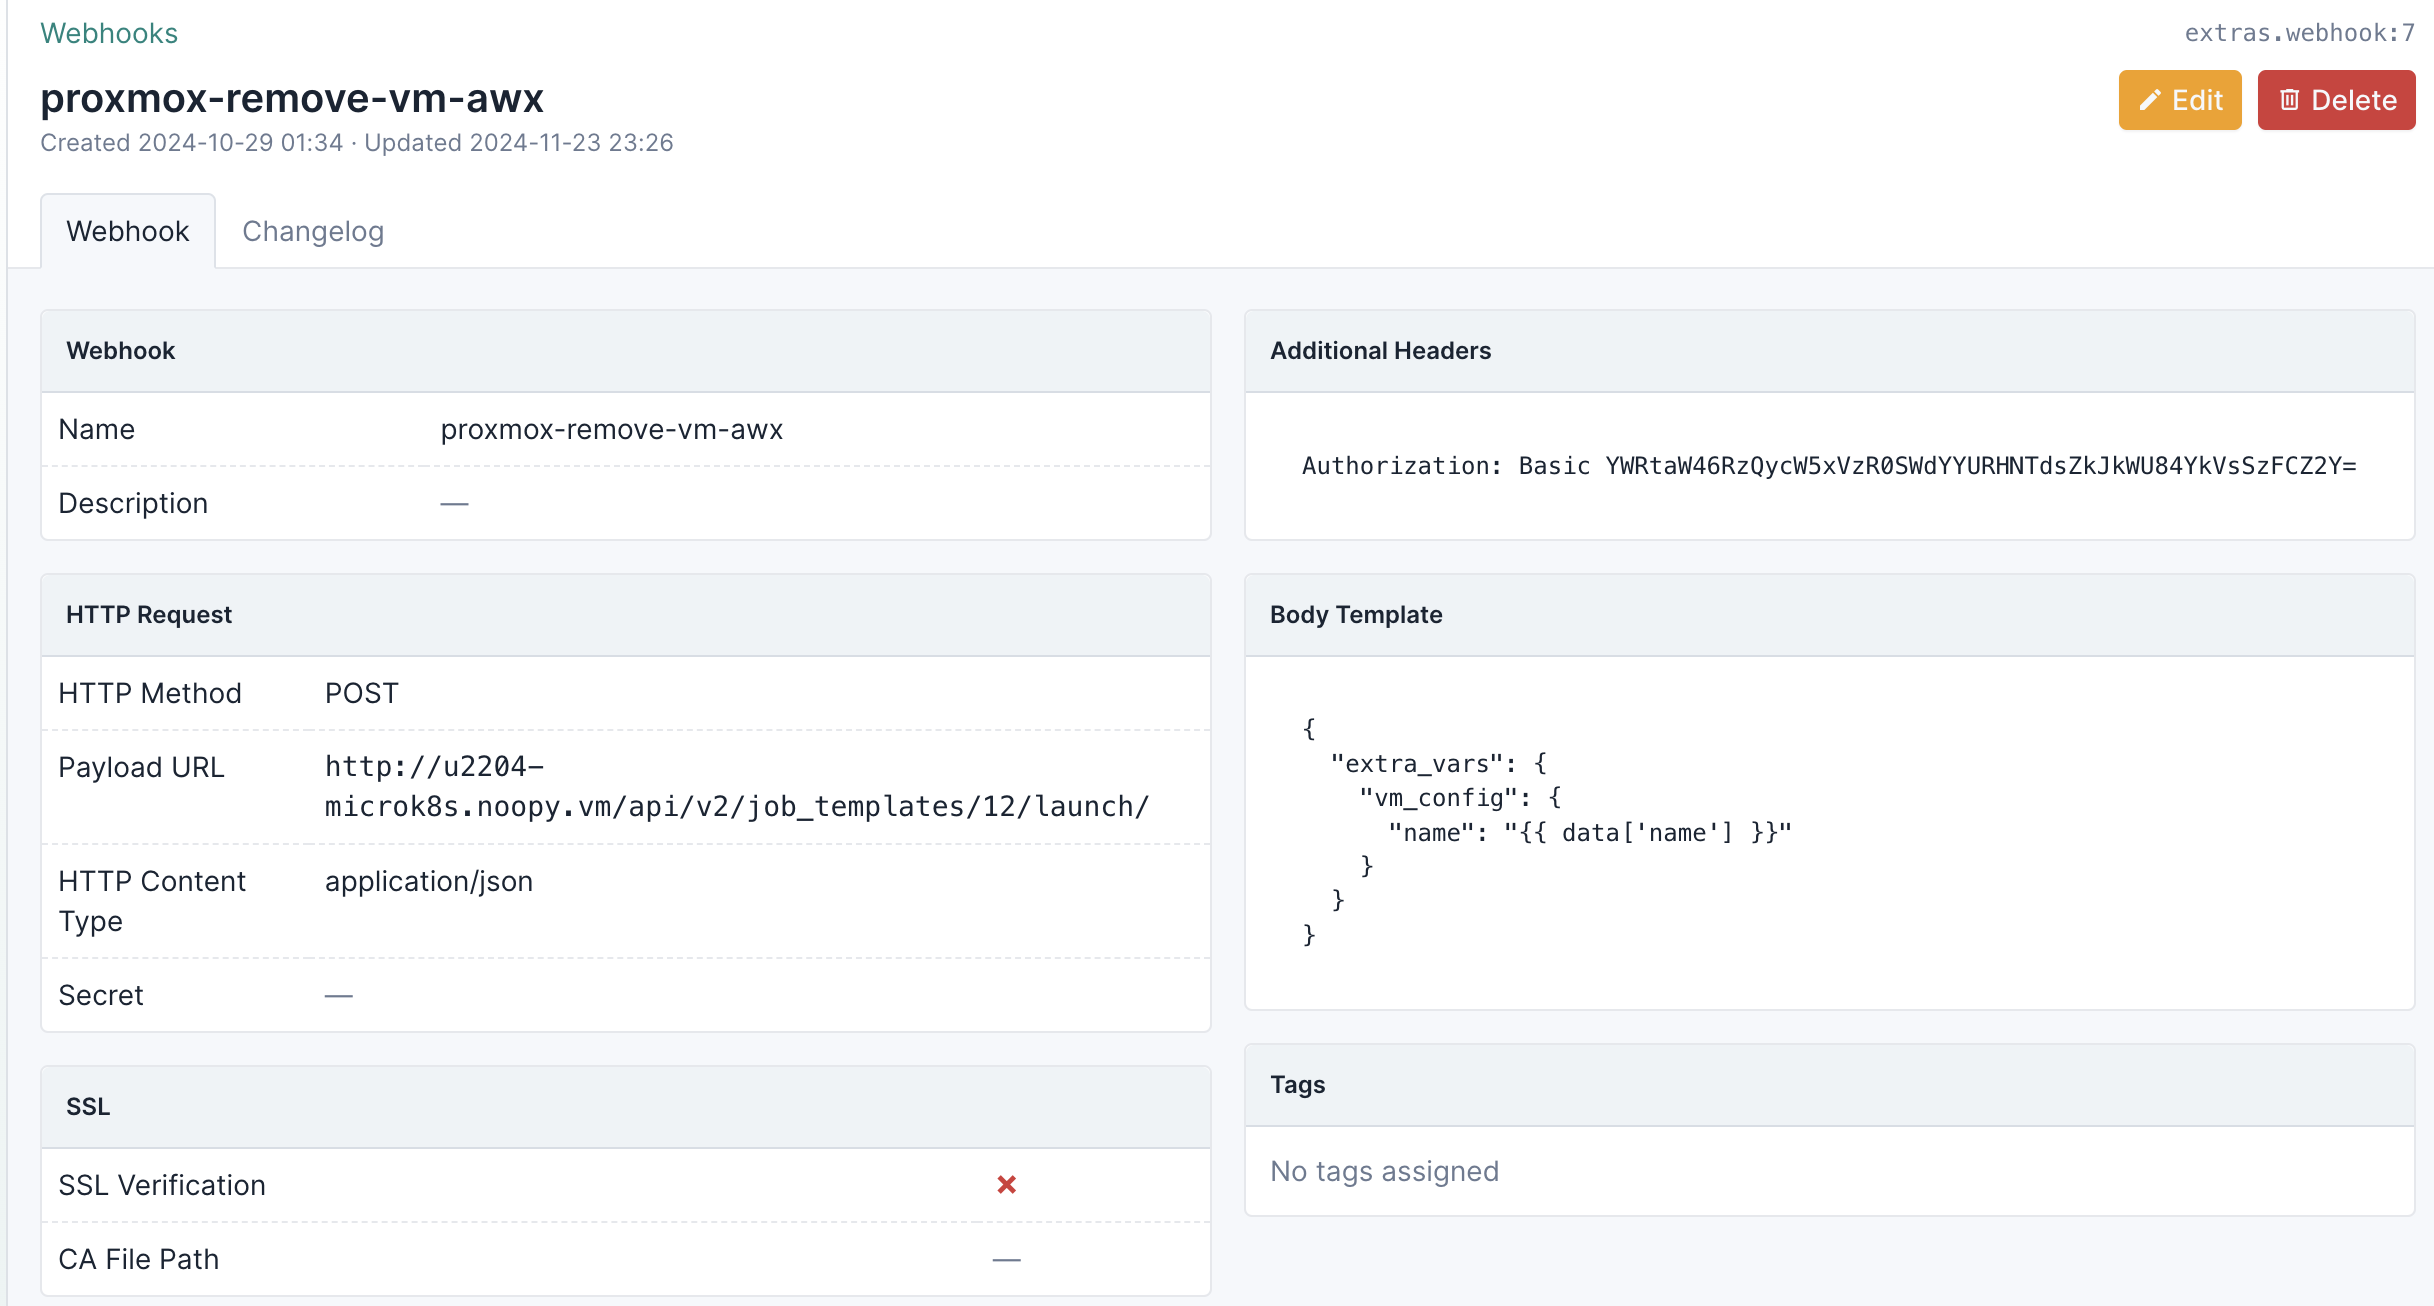 Webhooks
extras.webhook:7
proxmox-remove-vm-awx
Edit
Delete
Created 2024-10-29 01:34 · Updated 2024-11-23 23:26
Webhook
Changelog
Webhook
Name
proxmox-remove-vm-awx
Description
—
HTTP Request
HTTP Method
POST
Payload URL
http://u2204-
microk8s.noopy.vm/api/v2/job_templates/12/launch/
HTTP Content
Type
application/json
Secret
—
SSL
SSL Verification
CA File Path
—
Additional Headers
Authorization: Basic YWRtaW46RzQycW5xVzR0SWdYYURHNTdsZkJkWU84YkVsSzFCZ2Y=
Body Template
{
  "extra_vars": {
    "vm_config": {
      "name": "{{ data['name'] }}"
    }
  }
}
Tags
No tags assigned